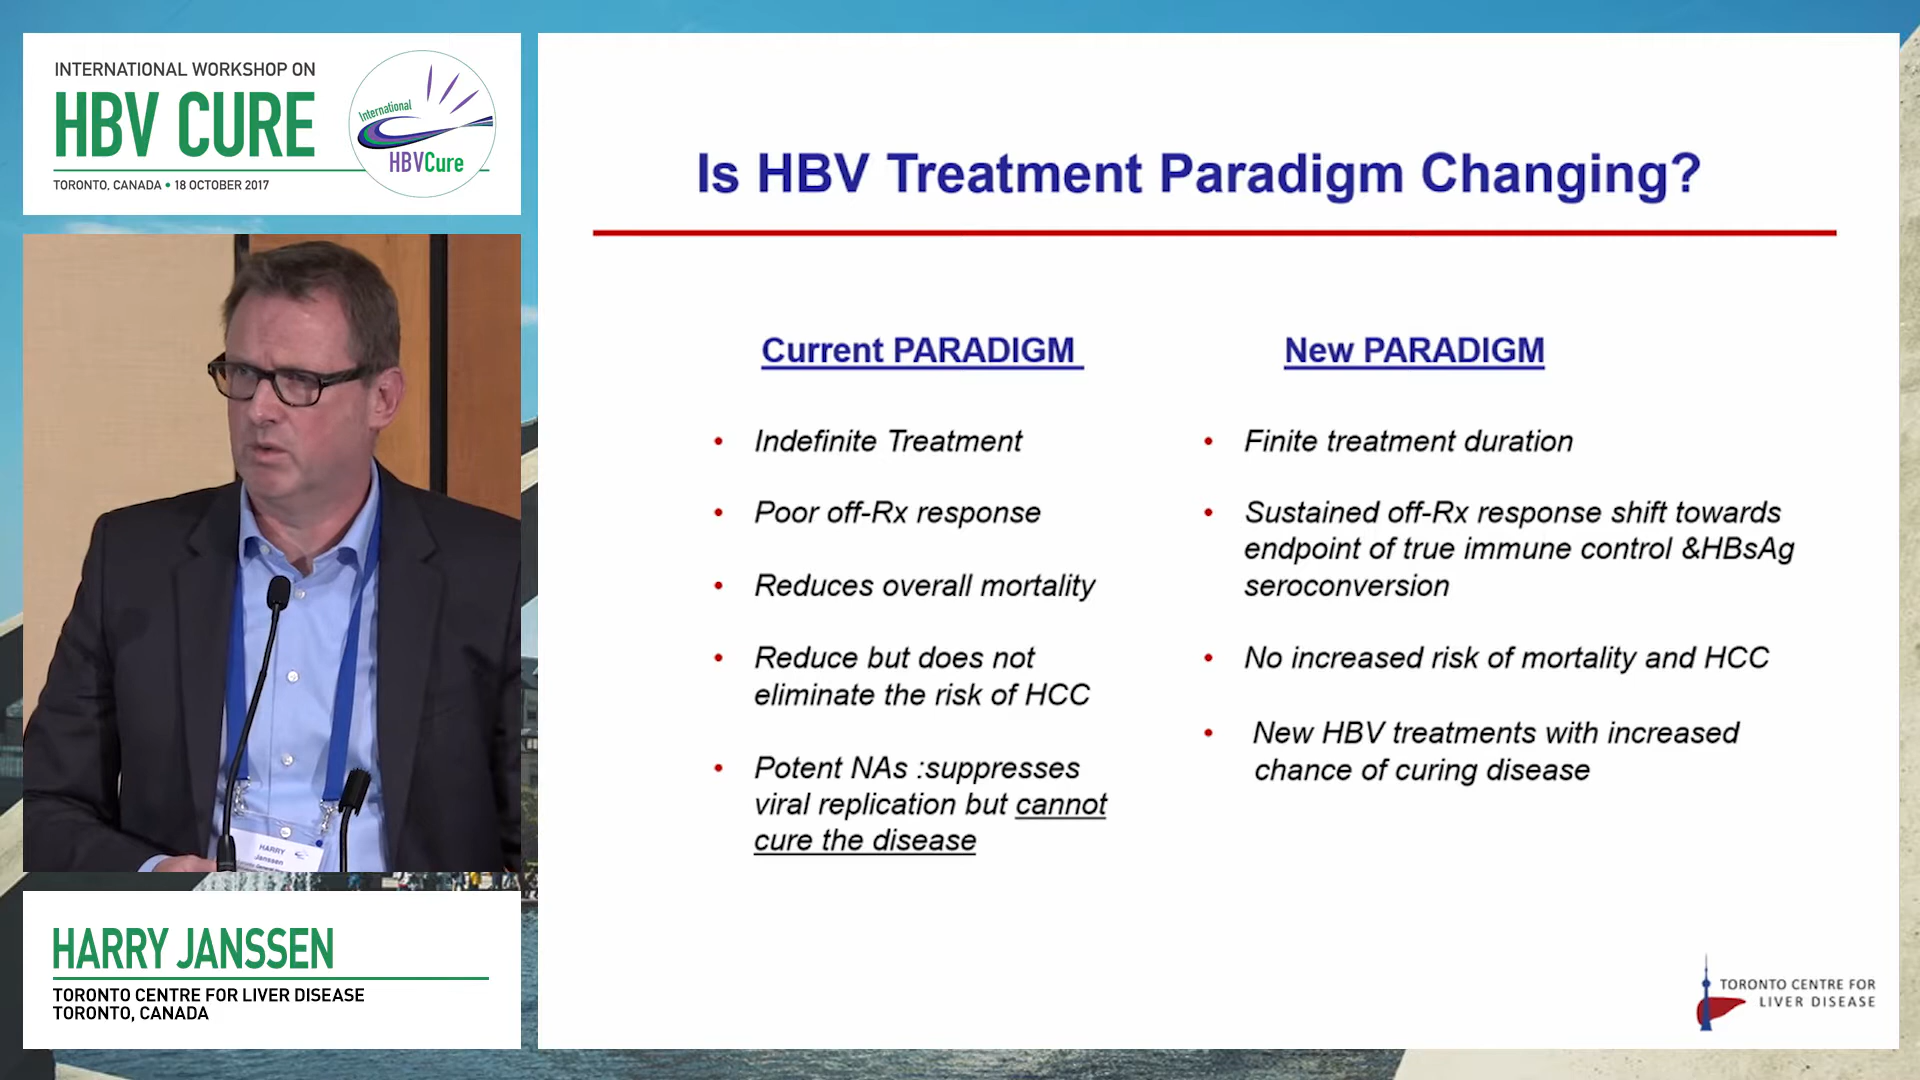 INTERNATIONAL WORKSHOP ON
HBV CURE
TORONTO, CANADA • 18 OCTOBER 2017
International
HBVCure
HARRY
Janssen
HARRY JANSSEN
TORONTO CENTRE FOR LIVER DISEASE
TORONTO, CANADA
Is HBV Treatment Paradigm Changing?
Current PARADIGM
• Indefinite Treatment
• Poor off-Rx response
• Reduces overall mortality
• Reduce but does not
eliminate the risk of HCC
• Potent NAs :suppresses
viral replication but cannot
cure the disease
New PARADIGM
• Finite treatment duration
• Sustained off-Rx response shift towards
endpoint of true immune control &HBsAg
seroconversion
• No increased risk of mortality and HCC
• New HBV treatments with increased
chance of curing disease
TORONTO CENTRE FOR
LIVER DISEASE